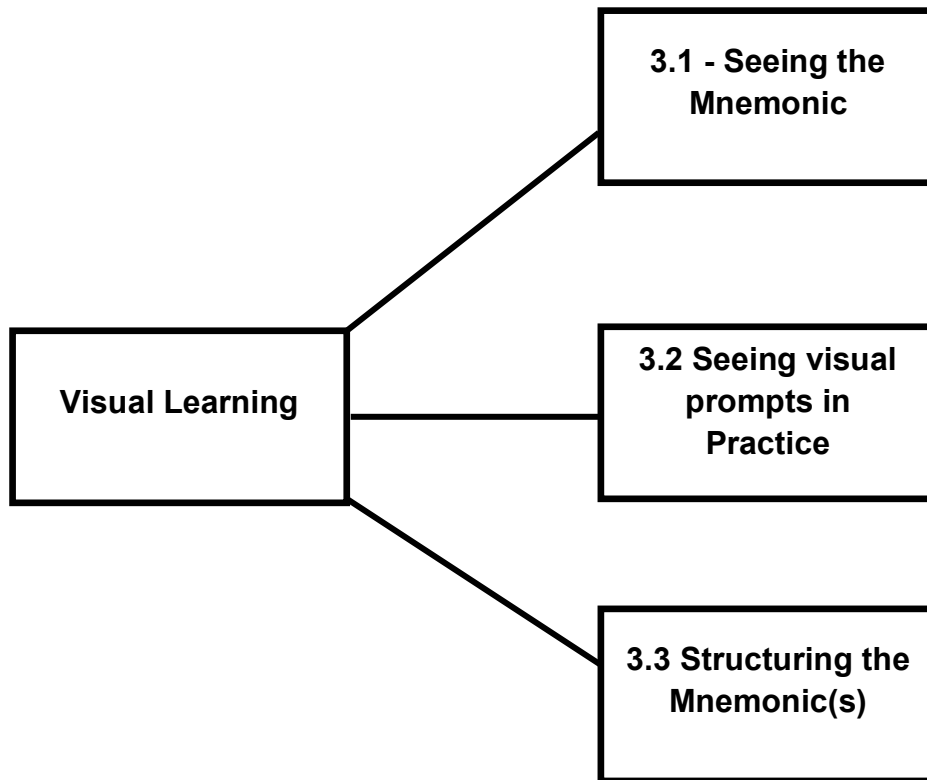 3.1 - Seeing the
Mnemonic
Visual Learning
3.2 Seeing visual
prompts in
Practice
3.3 Structuring the
Mnemonic(s)